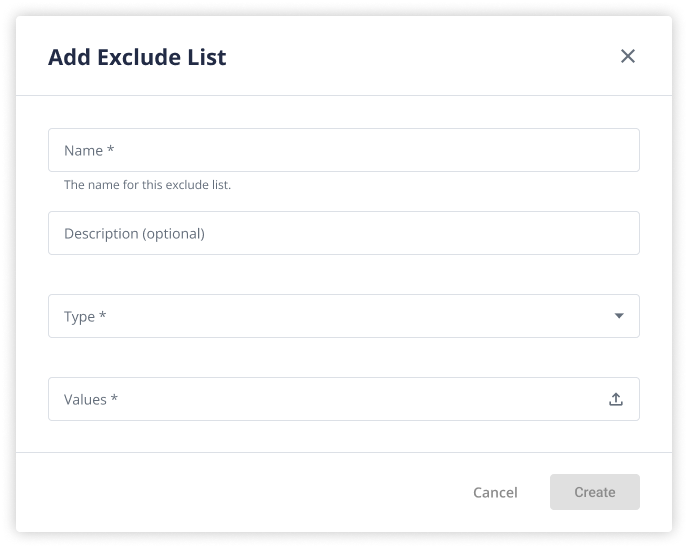 Add Exclude List
Name *
The name for this exclude list.
Description (optional)
Type *
Values *
Cancel
Create